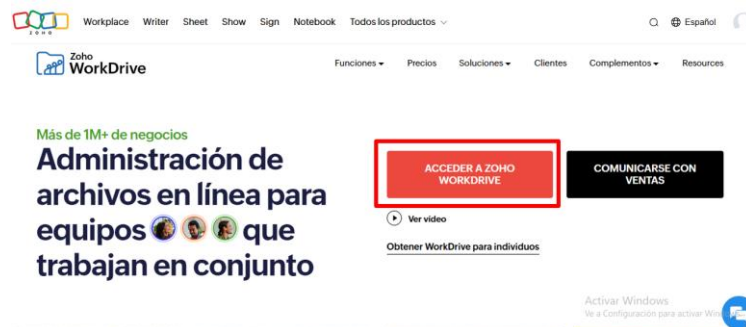 Workplace Writer Sheet Show Sign Notebook Todos los productos Español
ZOHO
Zoho
WorkDrive
Funciones Precios Soluciones Clientes Complementos Resources
Más de 1M+ de negocios
Administración de
archivos en línea para
equipos que
trabajan en conjunto
ACCEDER A ZOHO
WORKDRIVE
COMUNICARSE CON
VENTAS
Ver vídeo
Obtener WorkDrive para individuos
Activar Windows
Ve a Configuración para activar